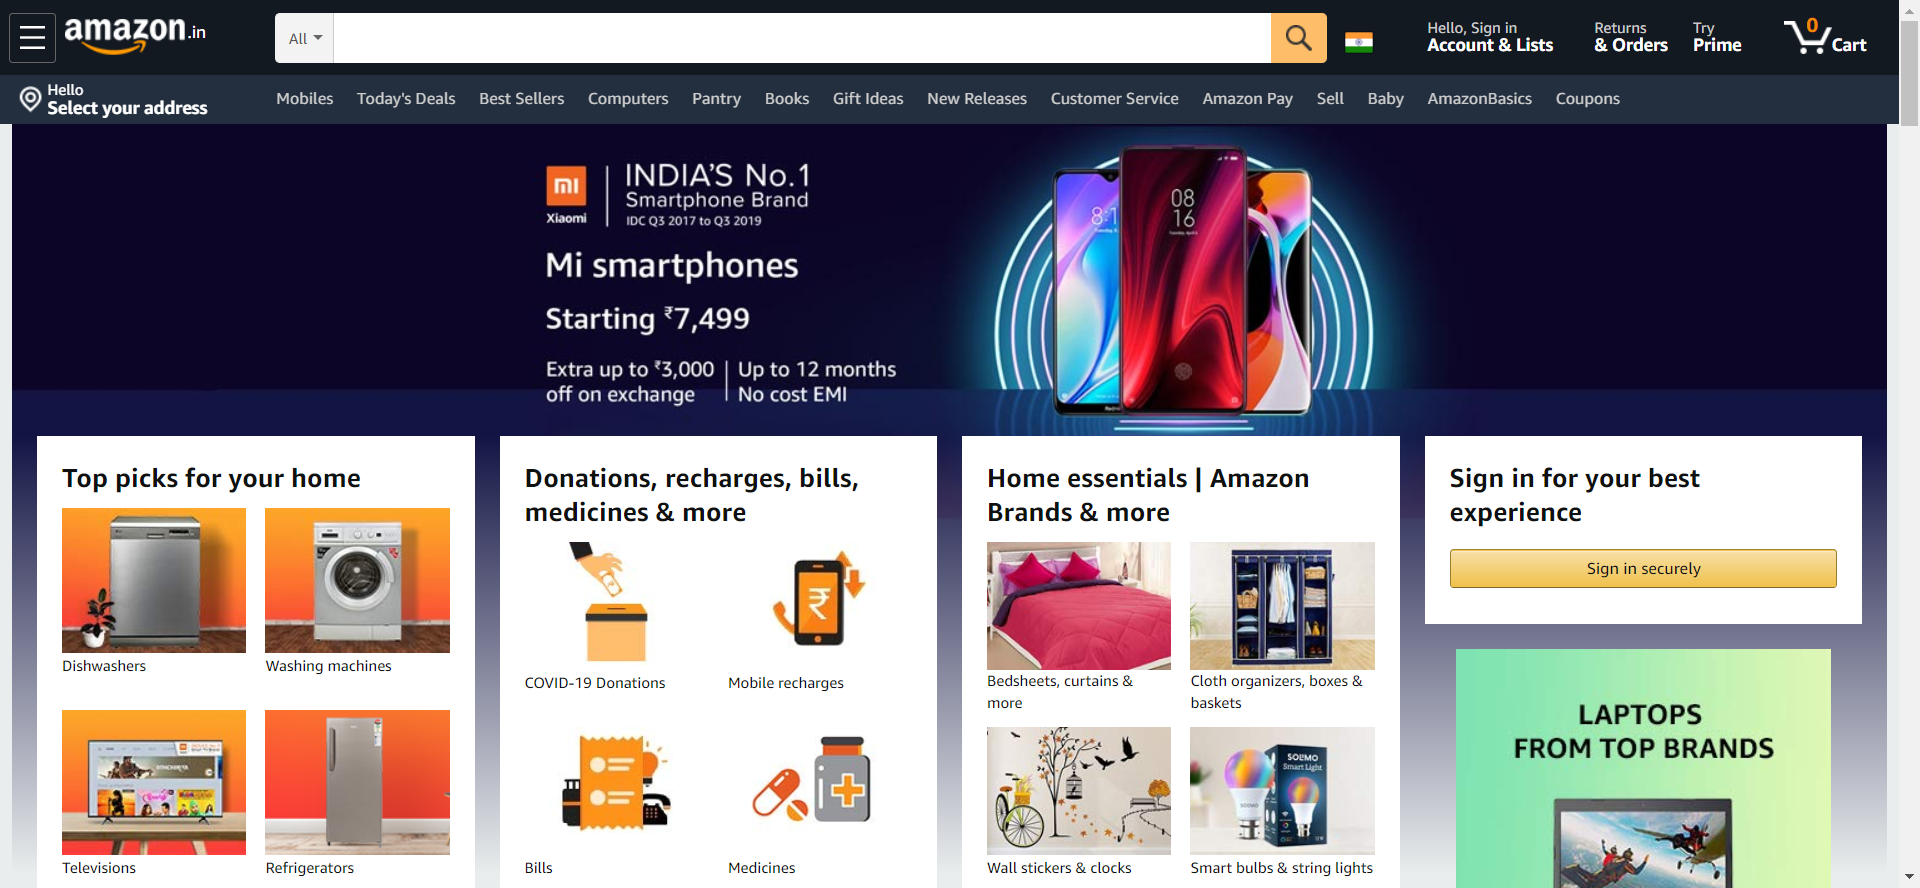 amazon.in
All
Hello, Sign in
Account & Lists
Returns
& Orders
Try
Prime
0
Cart
Hello
Select your address
Mobiles Today's Deals Best Sellers Computers Pantry Books Gift Ideas New Releases Customer Service Amazon Pay Sell Baby AmazonBasics Coupons
mi
Xiaomi
INDIA'S No.1
Smartphone Brand
IDC Q3 2017 to Q3 2019
Mi smartphones
Starting ₹7,499
Extra up to ₹3,000
off on exchange
Up to 12 months
No cost EMI
08
16
Top picks for your home
Dishwashers
Washing machines
Televisions
Refrigerators
Donations, recharges, bills,
medicines & more
COVID-19 Donations
Mobile recharges
₹
Bills
Medicines
Home essentials | Amazon
Brands & more
Bedsheets, curtains &
more
Cloth organizers, boxes &
baskets
Wall stickers & clocks
SOLIMO
Smart Light
SOLIMO
Smart bulbs & string lights
Sign in for your best
experience
Sign in securely
LAPTOPS
FROM TOP BRANDS